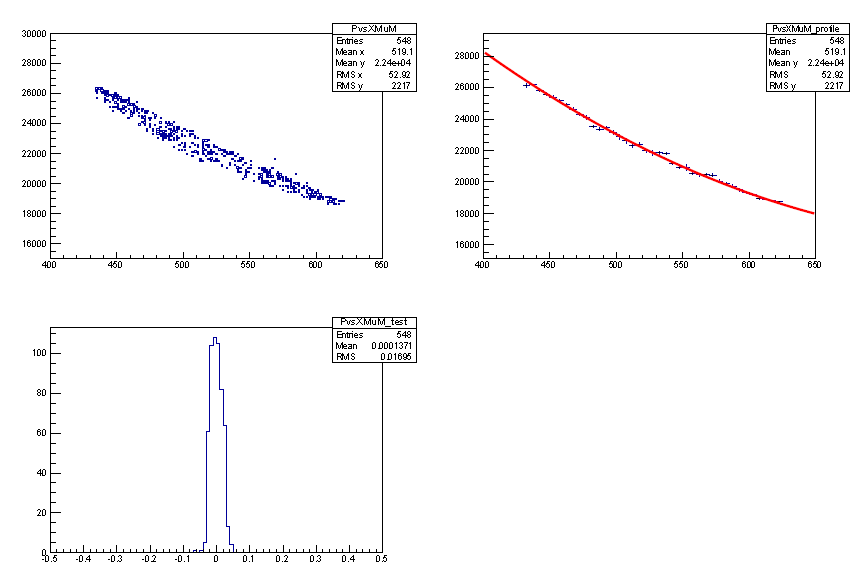 PvsXMuM
Entries 548
Mean x 519.1
Mean y 2.24e+04
RMS x 52.92
RMS y 2217
30000
28000
26000
24000
22000
20000
18000
16000
400 450 500 550 600 650
PvsXMuM_profile
Entries 548
Mean 519.1
Mean y 2.24e+04
RMS 52.92
RMS y 2217
28000
26000
24000
22000
20000
18000
16000
400 450 500 550 600 650
PvsXMuM_test
Entries 548
Mean 0.0001371
RMS 0.01695
100
80
60
40
20
0
-0.5 -0.4 -0.3 -0.2 -0.1 0 0.1 0.2 0.3 0.4 0.5